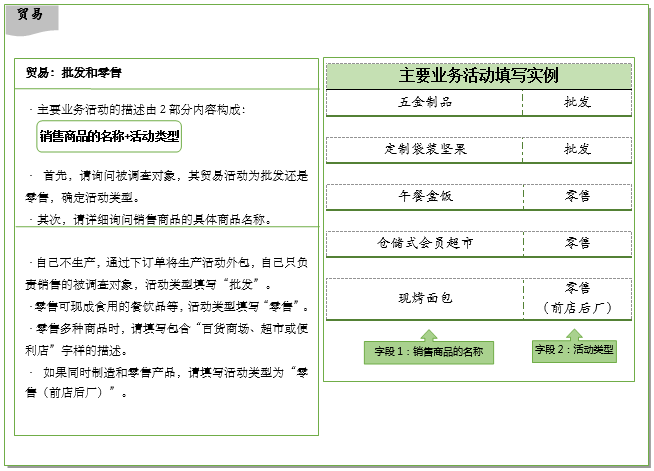 贸易
贸易：批发和零售
·主要业务活动的描述由2部分内容构成：
销售商品的名称+活动类型
· 首先，请询问被调查对象，其贸易活动为批发还是
零售，确定活动类型。
·其次，请详细询问销售商品的具体商品名称。
·自己不生产，通过下订单将生产活动外包，自己只负
责销售的被调查对象，活动类型填写“批发”。
·零售可现成食用的餐饮品等，活动类型填写“零售”。
·零售多种商品时，请填写包含“百货商场、超市或便
利店”字样的描述。
· 如果同时制造和零售产品，请填写活动类型为“零
售（前店后厂）”。
主要业务活动填写实例
五金制品 批发
定制袋装坚果 批发
午餐盒饭 零售
仓储式会员超市 零售
现烤面包 零售
（前店后厂）
字段1：销售商品的名称 字段2：活动类型